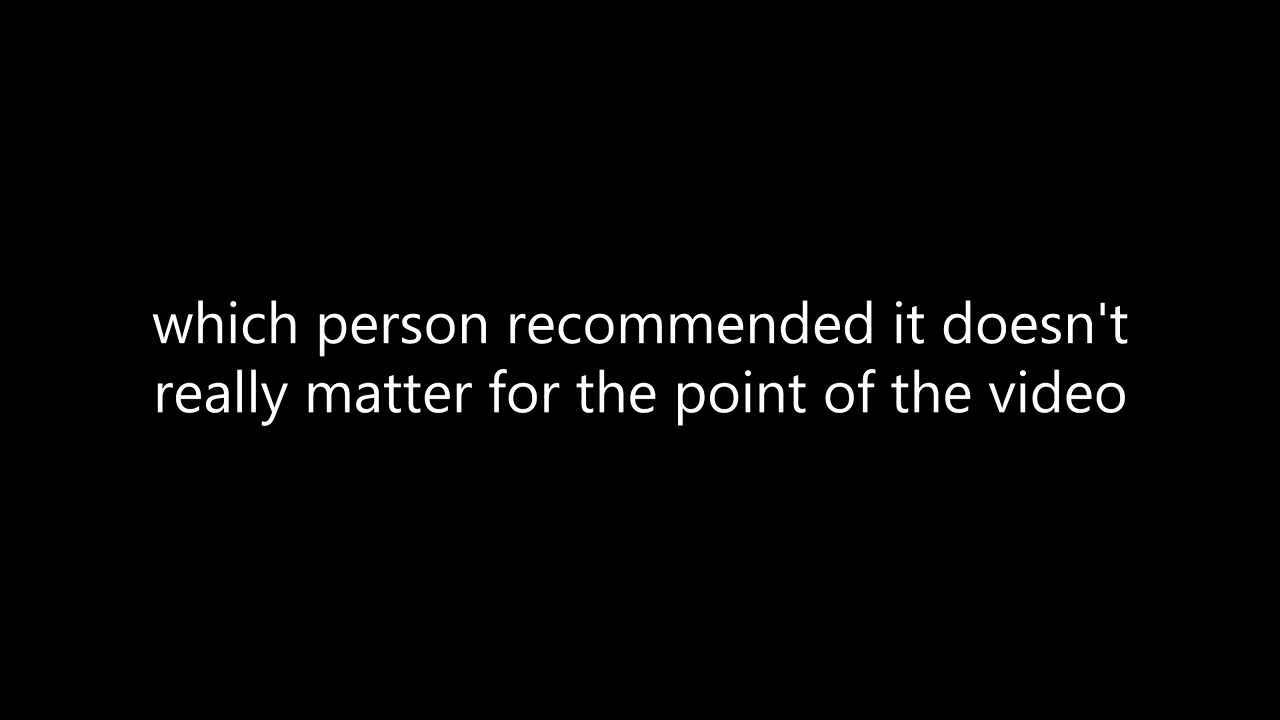 which person recommended it doesn't
really matter for the point of the video